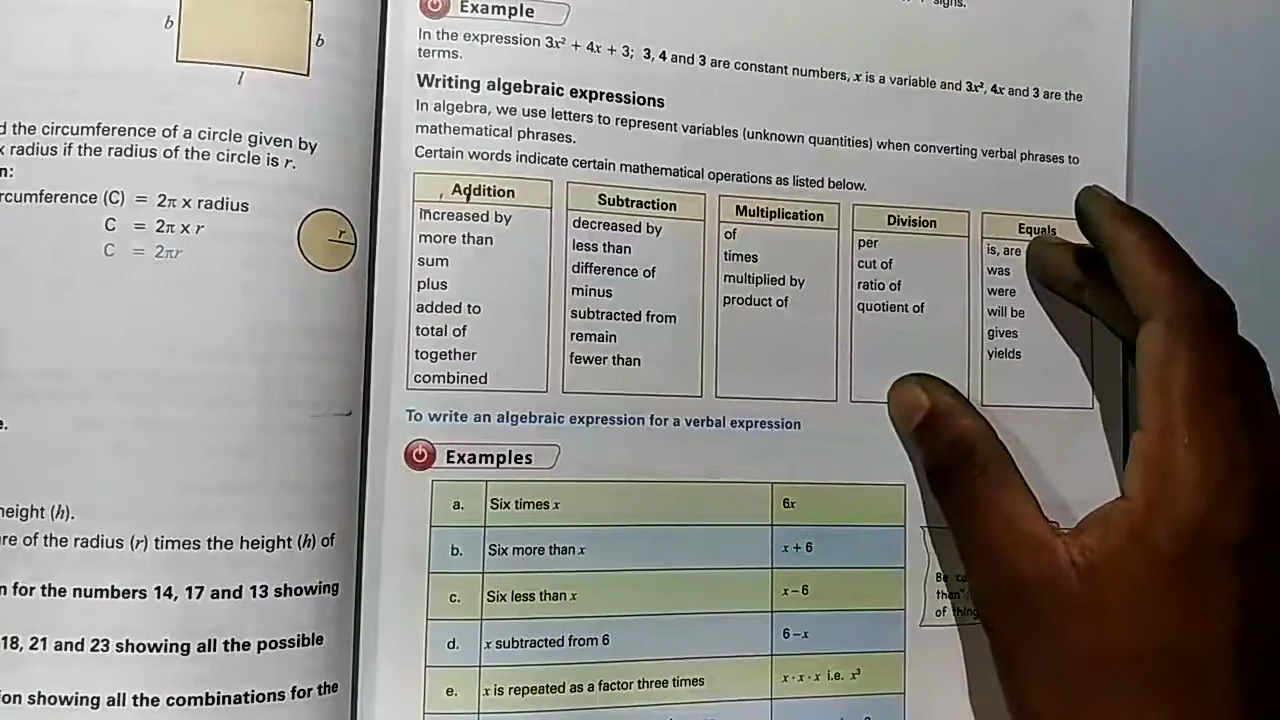 b
b
l
d the circumference of a circle given by
radius if the radius of the circle is r.
n:
rcumference (C) = 2π x radius
C = 2π x r
C = 2πr
r
e.
height (h).
re of the radius (r) times the height (h) of
n for the numbers 14, 17 and 13 showing
18, 21 and 23 showing all the possible
ion showing all the combinations for the
signs.
Example
In the expression 3x² + 4x + 3; 3, 4 and 3 are constant numbers, x is a variable and 3x², 4x and 3 are the
terms.
Writing algebraic expressions
In algebra, we use letters to represent variables (unknown quantities) when converting verbal phrases to
mathematical phrases.
Certain words indicate certain mathematical operations as listed below.
Addition
increased by
more than
sum
plus
added to
total of
together
combined
Subtraction
decreased by
less than
difference of
minus
subtracted from
remain
fewer than
Multiplication
of
times
multiplied by
product of
Division
per
cut of
ratio of
quotient of
Equals
is, are
was
were
will be
gives
yields
To write an algebraic expression for a verbal expression
Examples
a. Six times x 6x
b. Six more than x x + 6
c. Six less than x x – 6
d. x subtracted from 6 6 – x
e. x is repeated as a factor three times x · x · x i.e. x³
Be
than"
of thing